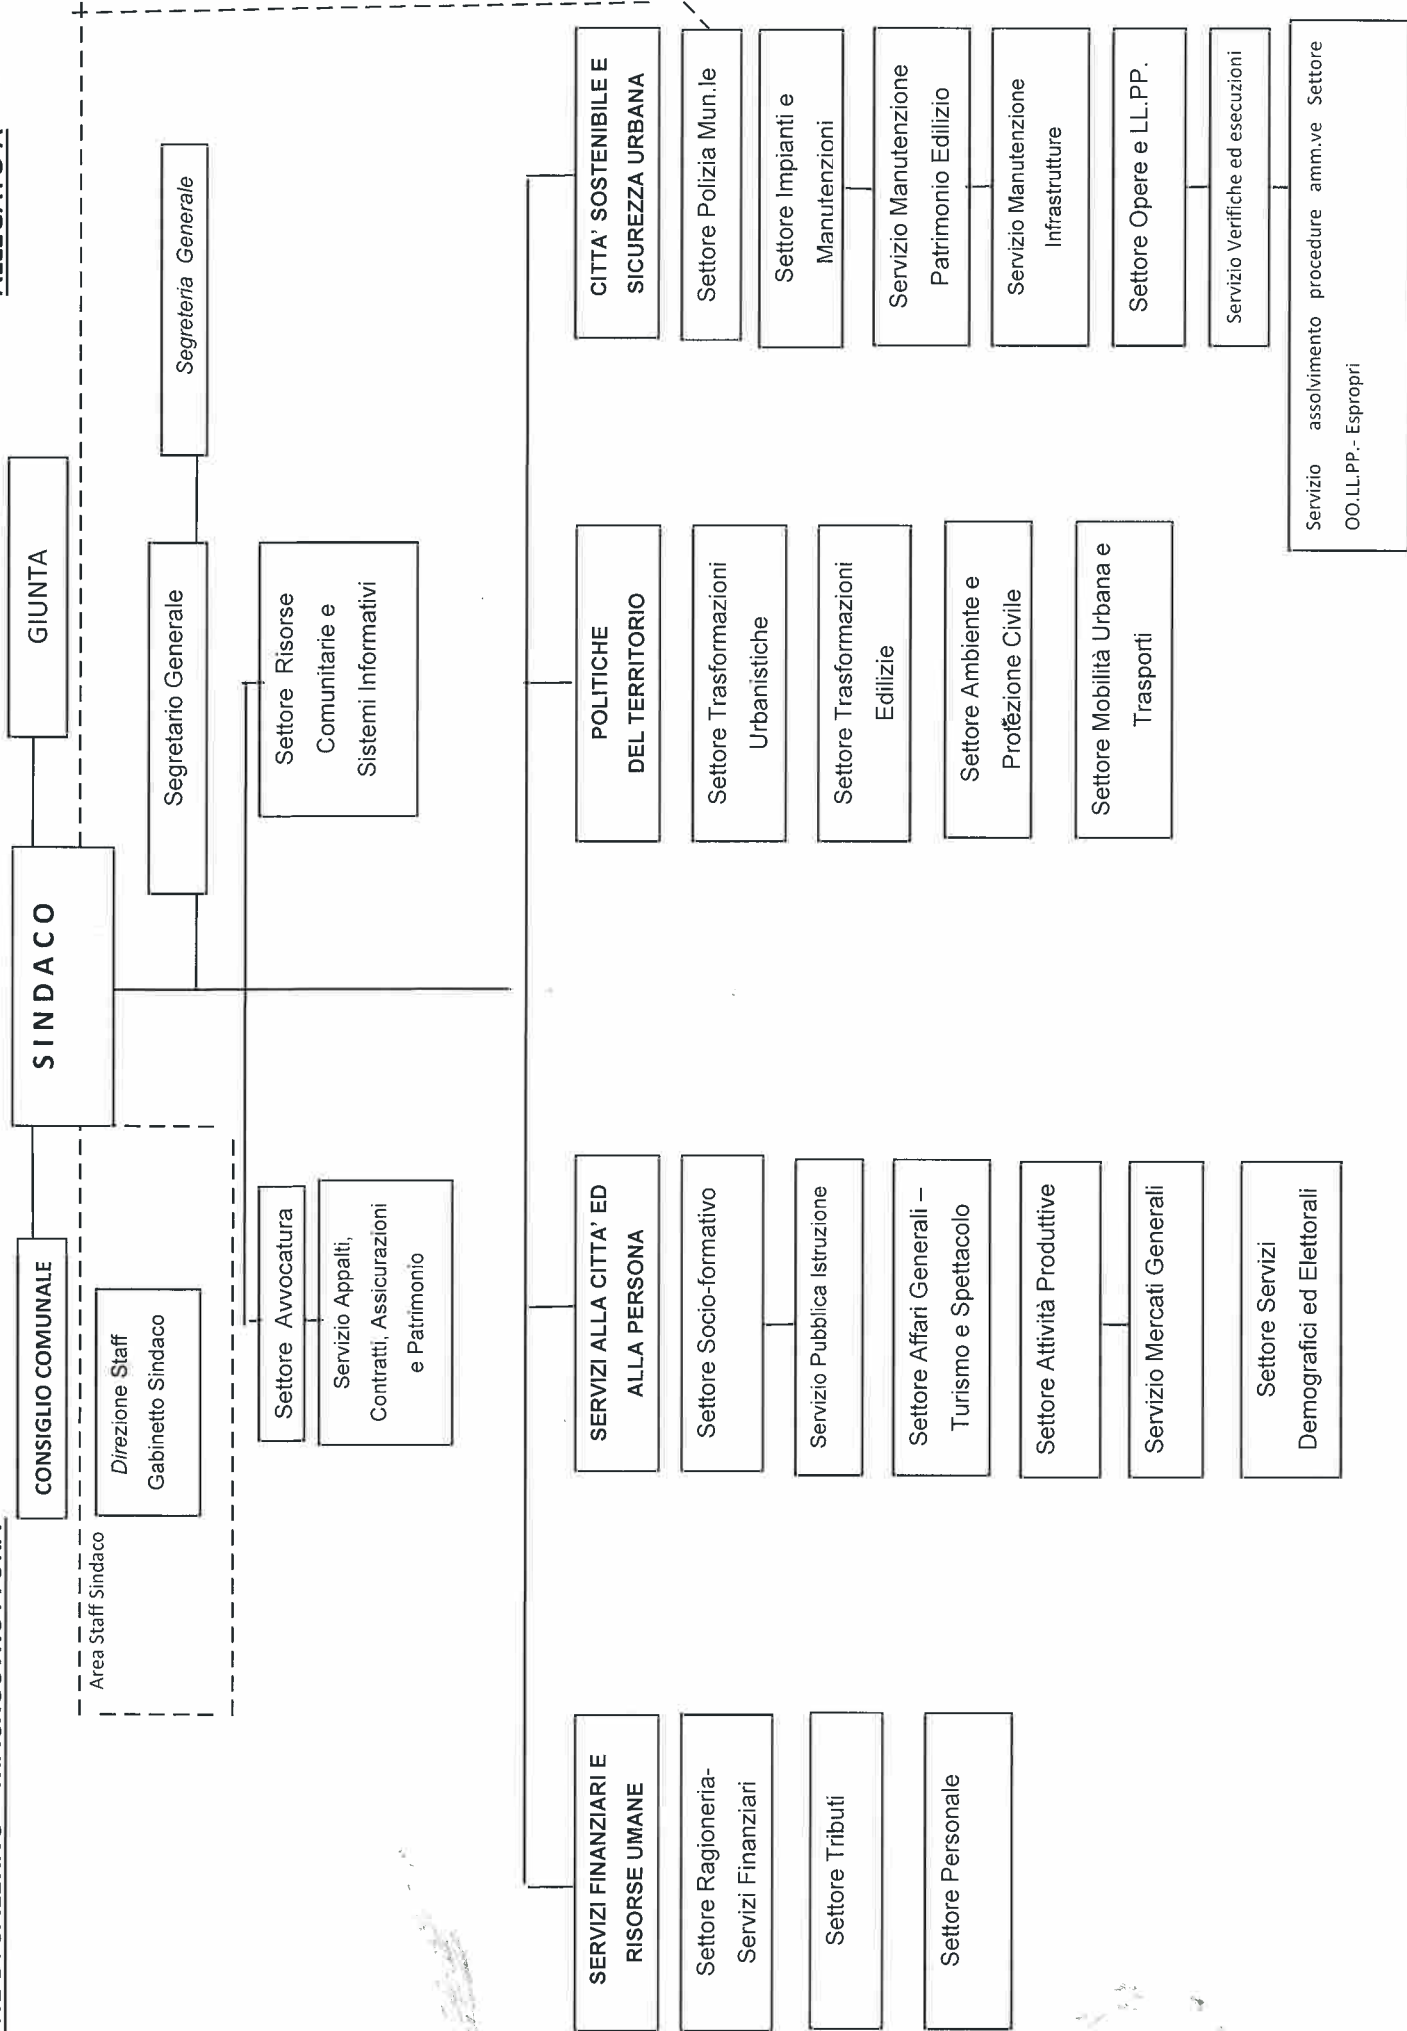 CONSIGLIO COMUNALE
SINDACO
GIUNTA
Area Staff Sindaco
Direzione Staff
Gabinetto Sindaco
Segretario Generale
Segreteria Generale
Settore Avvocatura
Servizio Appalti,
Contratti, Assicurazioni
e Patrimonio
Settore Risorse
Comunitarie e
Sistemi Informativi
SERVIZI FINANZIARI E
RISORSE UMANE
Settore Ragioneria-
Servizi Finanziari
Settore Tributi
Settore Personale
SERVIZI ALLA CITTA' ED
ALLA PERSONA
Settore Socio-formativo
Servizio Pubblica Istruzione
Settore Affari Generali –
Turismo e Spettacolo
Settore Attività Produttive
Servizio Mercati Generali
Settore Servizi
Demografici ed Elettorali
POLITICHE
DEL TERRITORIO
Settore Trasformazioni
Urbanistiche
Settore Trasformazioni
Edilizie
Settore Ambiente e
Protezione Civile
Settore Mobilità Urbana e
Trasporti
CITTA' SOSTENIBILE E
SICUREZZA URBANA
Settore Polizia Mun.le
Settore Impianti e
Manutenzioni
Servizio Manutenzione
Patrimonio Edilizio
Servizio Manutenzione
Infrastrutture
Settore Opere e LL.PP.
Servizio Verifiche ed esecuzioni
Servizio assolvimento procedure amm.ve Settore
OO.LL.PP.- Espropri